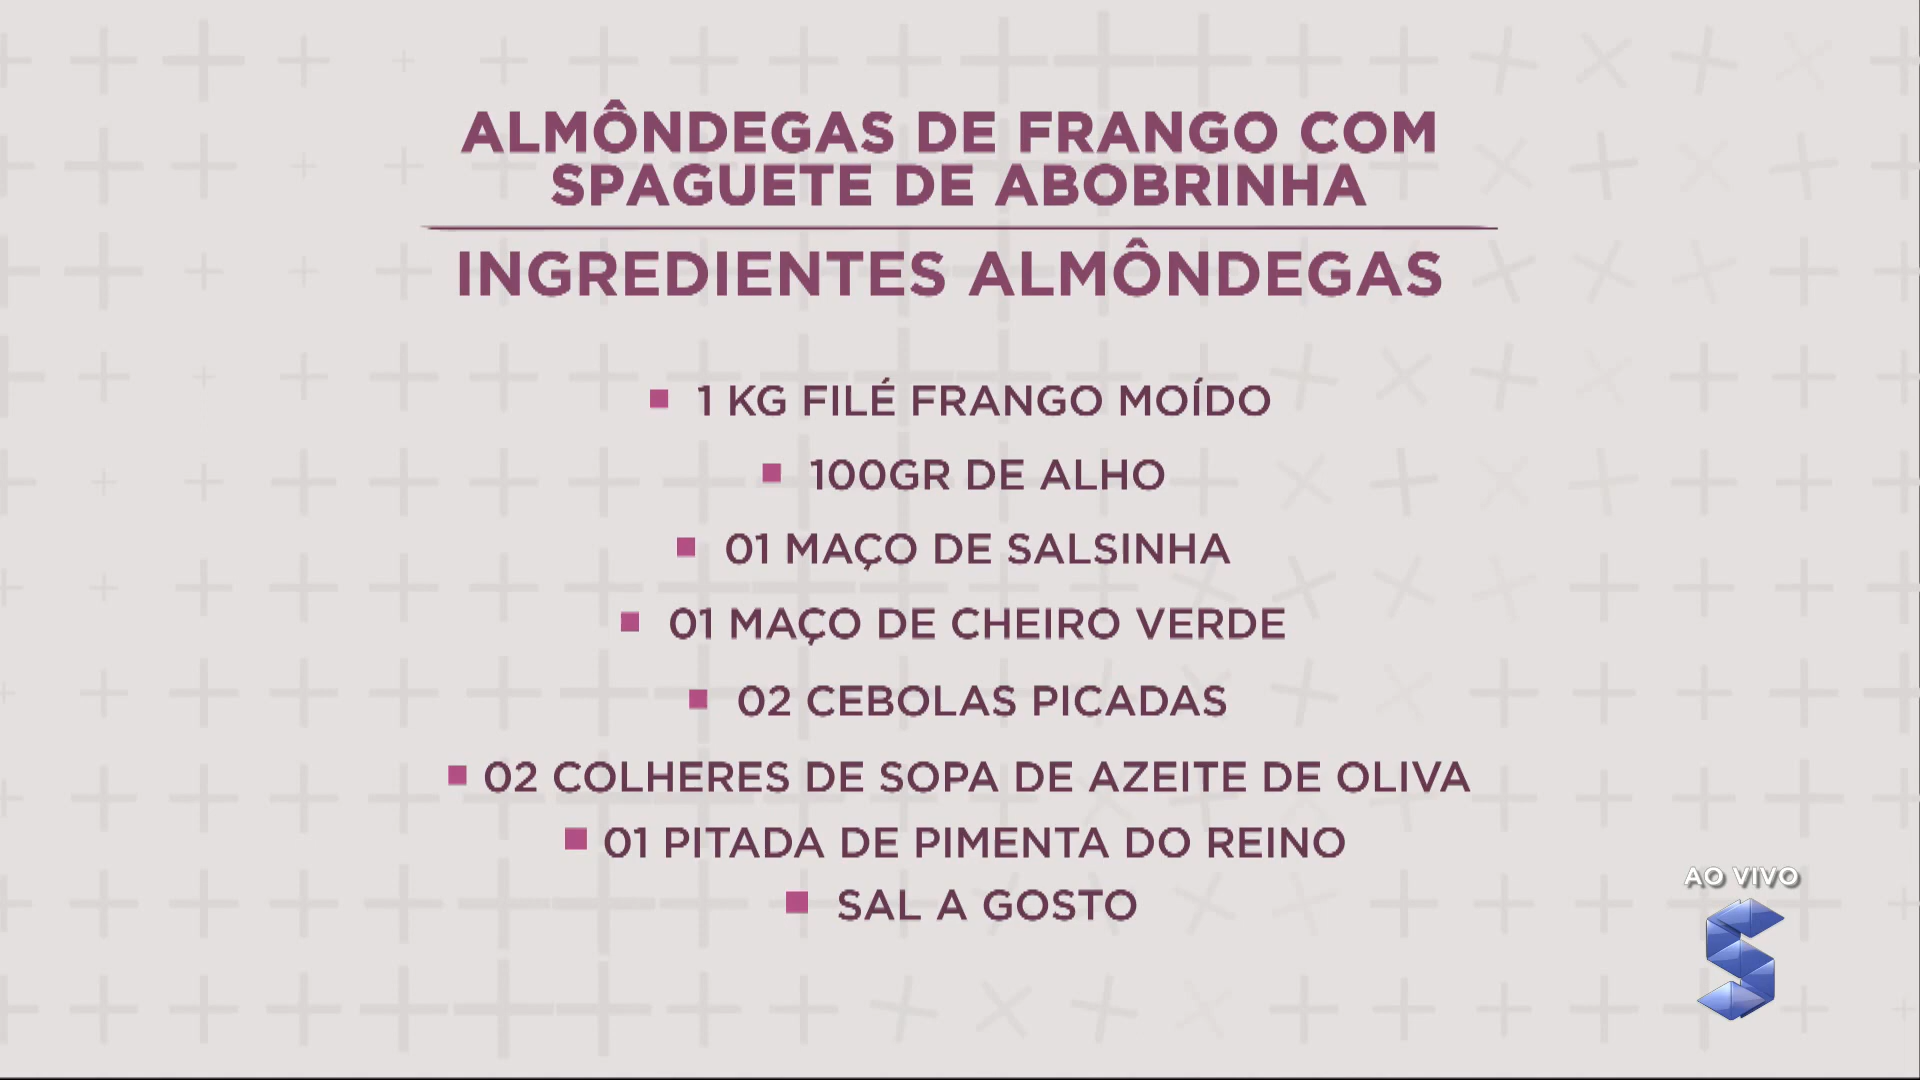 ALMÔNDEGAS DE FRANGO COM
SPAGUETE DE ABOBRINHA
INGREDIENTES ALMÔNDEGAS
1 KG FILÉ FRANGO MOÍDO
100GR DE ALHO
01 MAÇO DE SALSINHA
01 MAÇO DE CHEIRO VERDE
02 CEBOLAS PICADAS
02 COLHERES DE SOPA DE AZEITE DE OLIVA
01 PITADA DE PIMENTA DO REINO
SAL A GOSTO
AO VIVO